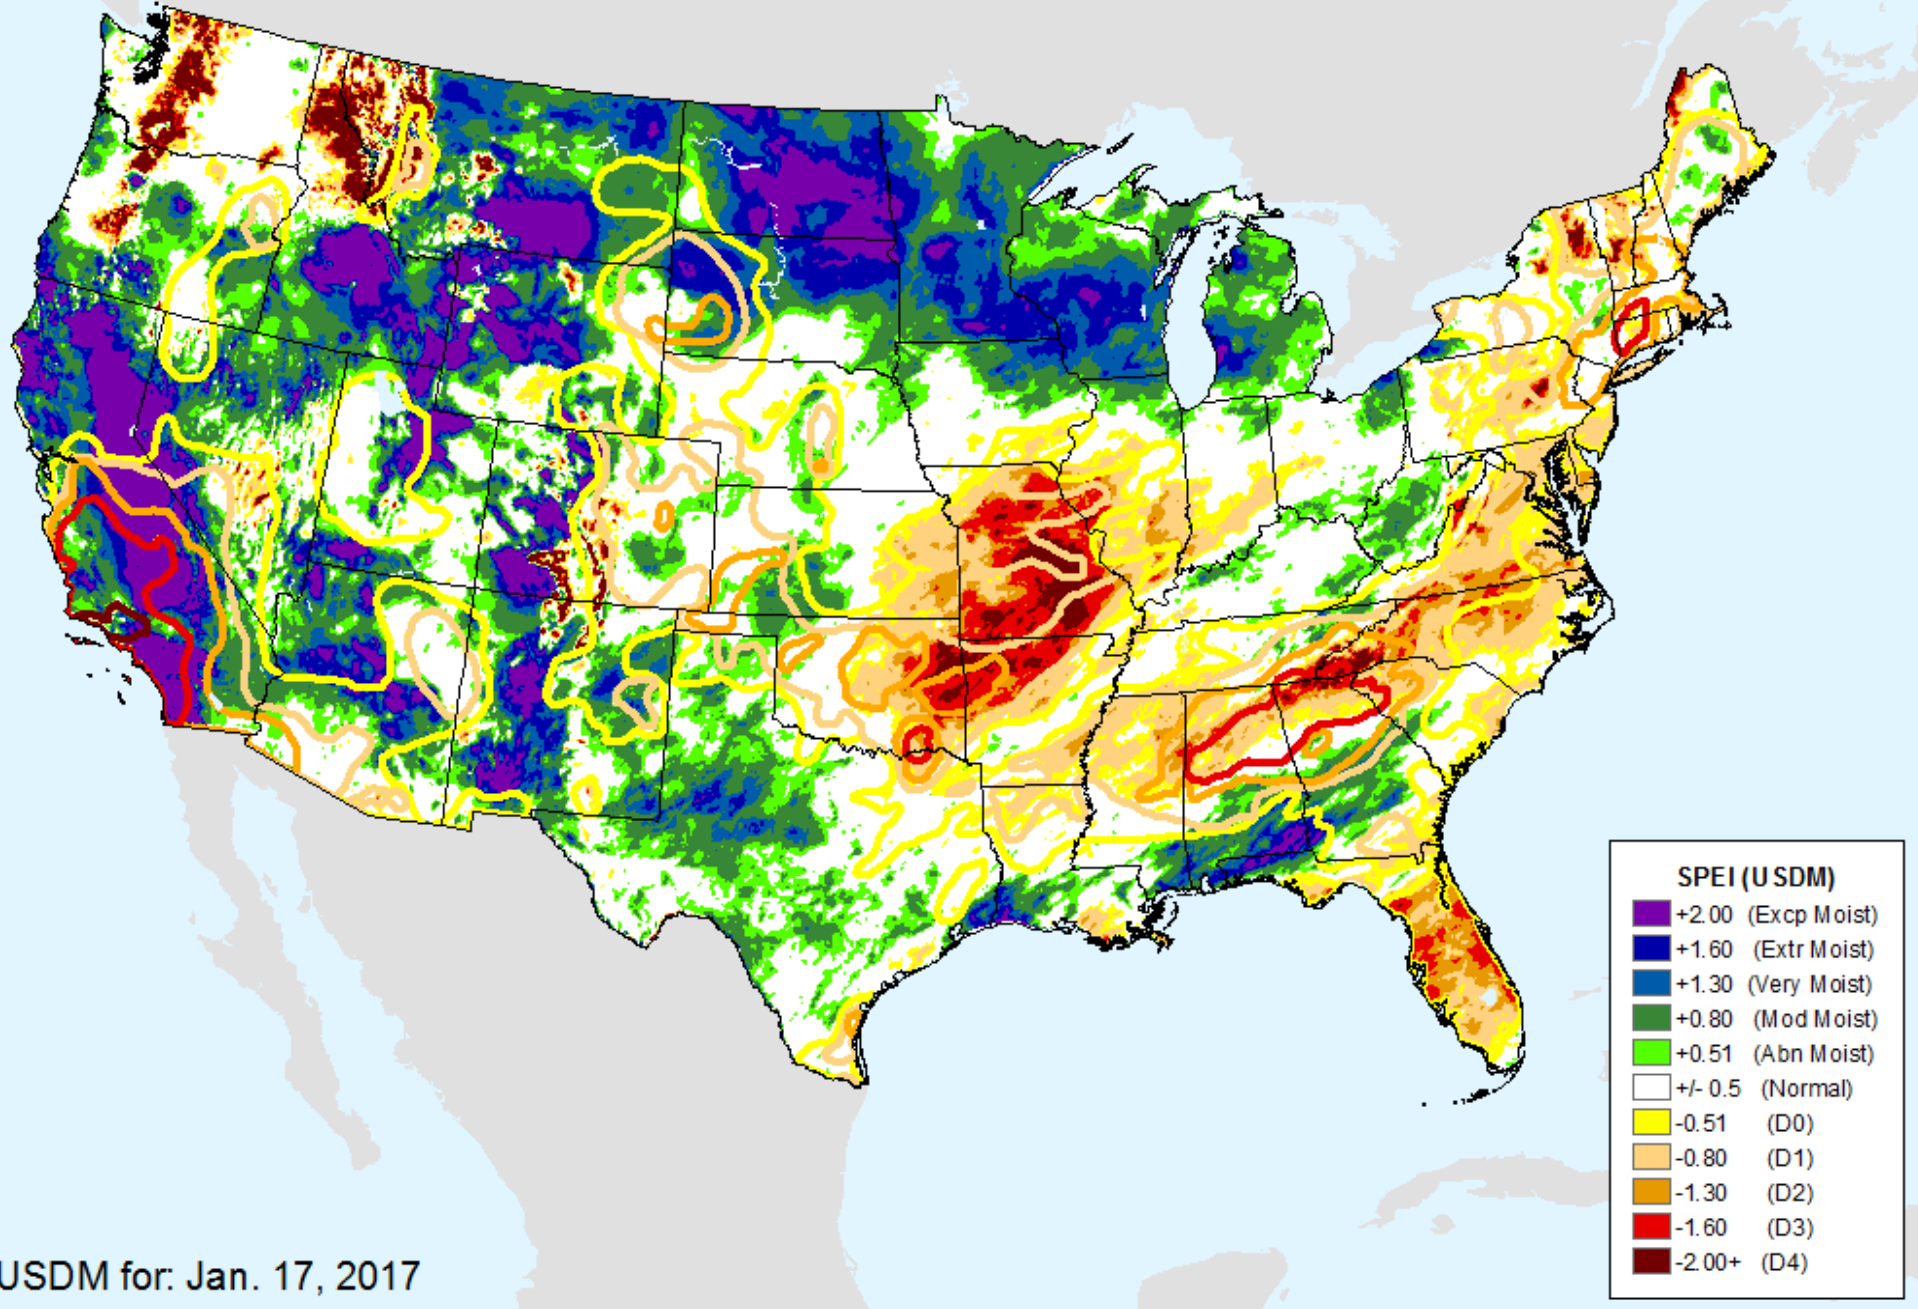 SPEI (USDM)
+2.00 (Excp Moist)
+1.60 (Extr Moist)
+1.30 (Very Moist)
+0.80 (Mod Moist)
+0.51 (Abn Moist)
+/- 0.5 (Normal)
-0.51 (D0)
-0.80 (D1)
-1.30 (D2)
-1.60 (D3)
-2.00+ (D4)
USDM for: Jan. 17, 2017